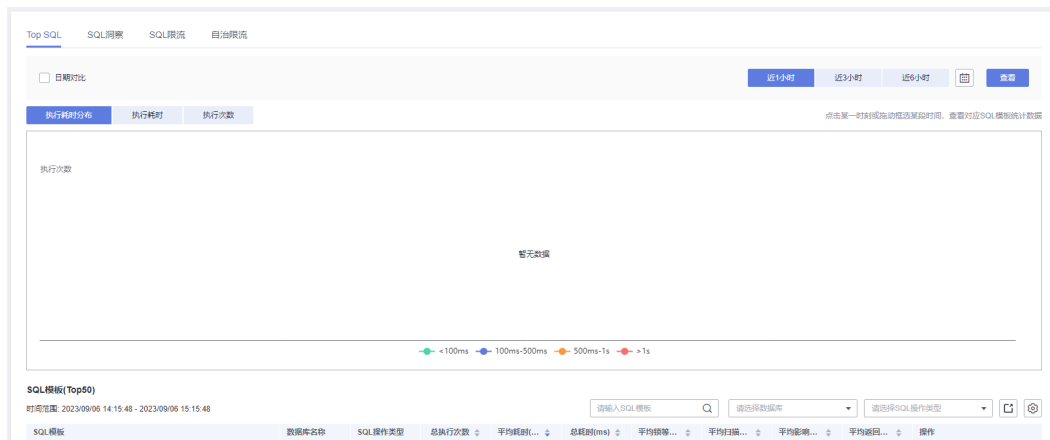 Top SQL SQL洞察 SQL限流 自治限流
日期对比 近1小时 近3小时 近6小时 查看
执行耗时分布 执行耗时 执行次数 点击某一时刻或拖动框选某段时间，查看对应SQL模板统计数据
执行次数
暂无数据
<100ms 100ms-500ms 500ms-1s >1s
SQL模板(Top50)
时间范围: 2023/09/06 14:15:48 - 2023/09/06 15:15:48 请输入SQL模板 请选择数据库 请选择SQL操作类型
SQL模板 数据库名称 SQL操作类型 总执行次数 平均耗时(... 总耗时(ms) 平均锁等... 平均扫描... 平均影响... 平均返回... 操作